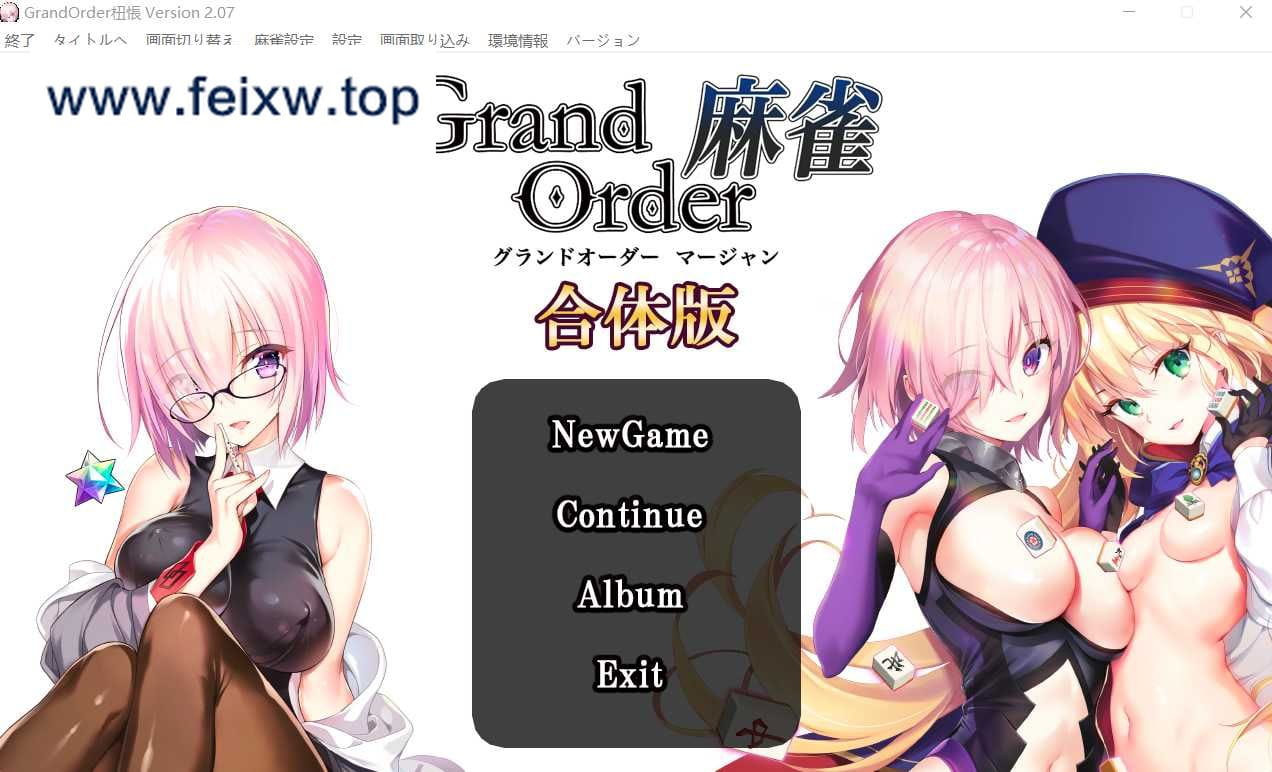 GrandOrder杻悵 Version 2.07
終了 タイトルへ 画面切り替え 麻雀設定 設定 画面取り込み 環境情報 バージョン
www.feixw.top
Grand 麻雀
Order
グランドオーダー マージャン
合体版
NewGame
Continue
Album
Exit